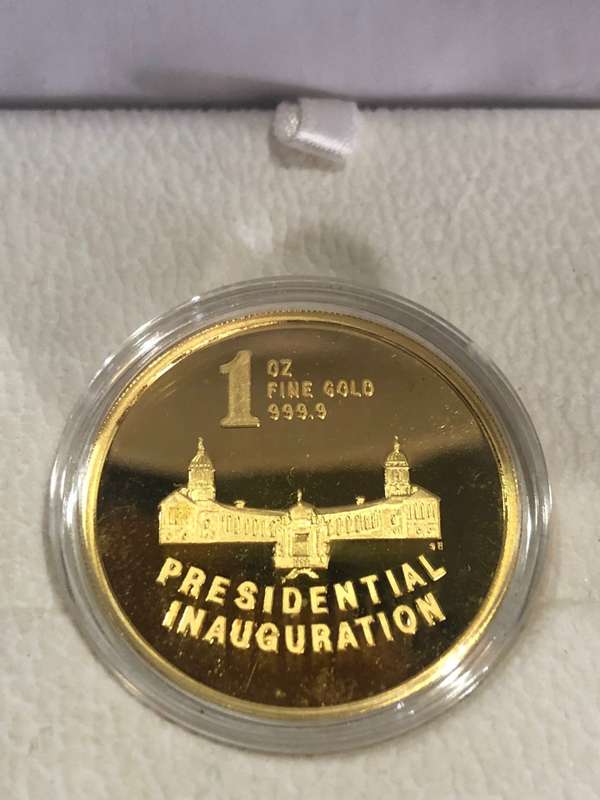 1 OZ
FINE GOLD
999.9
PRESIDENTIAL
INAUGURATION